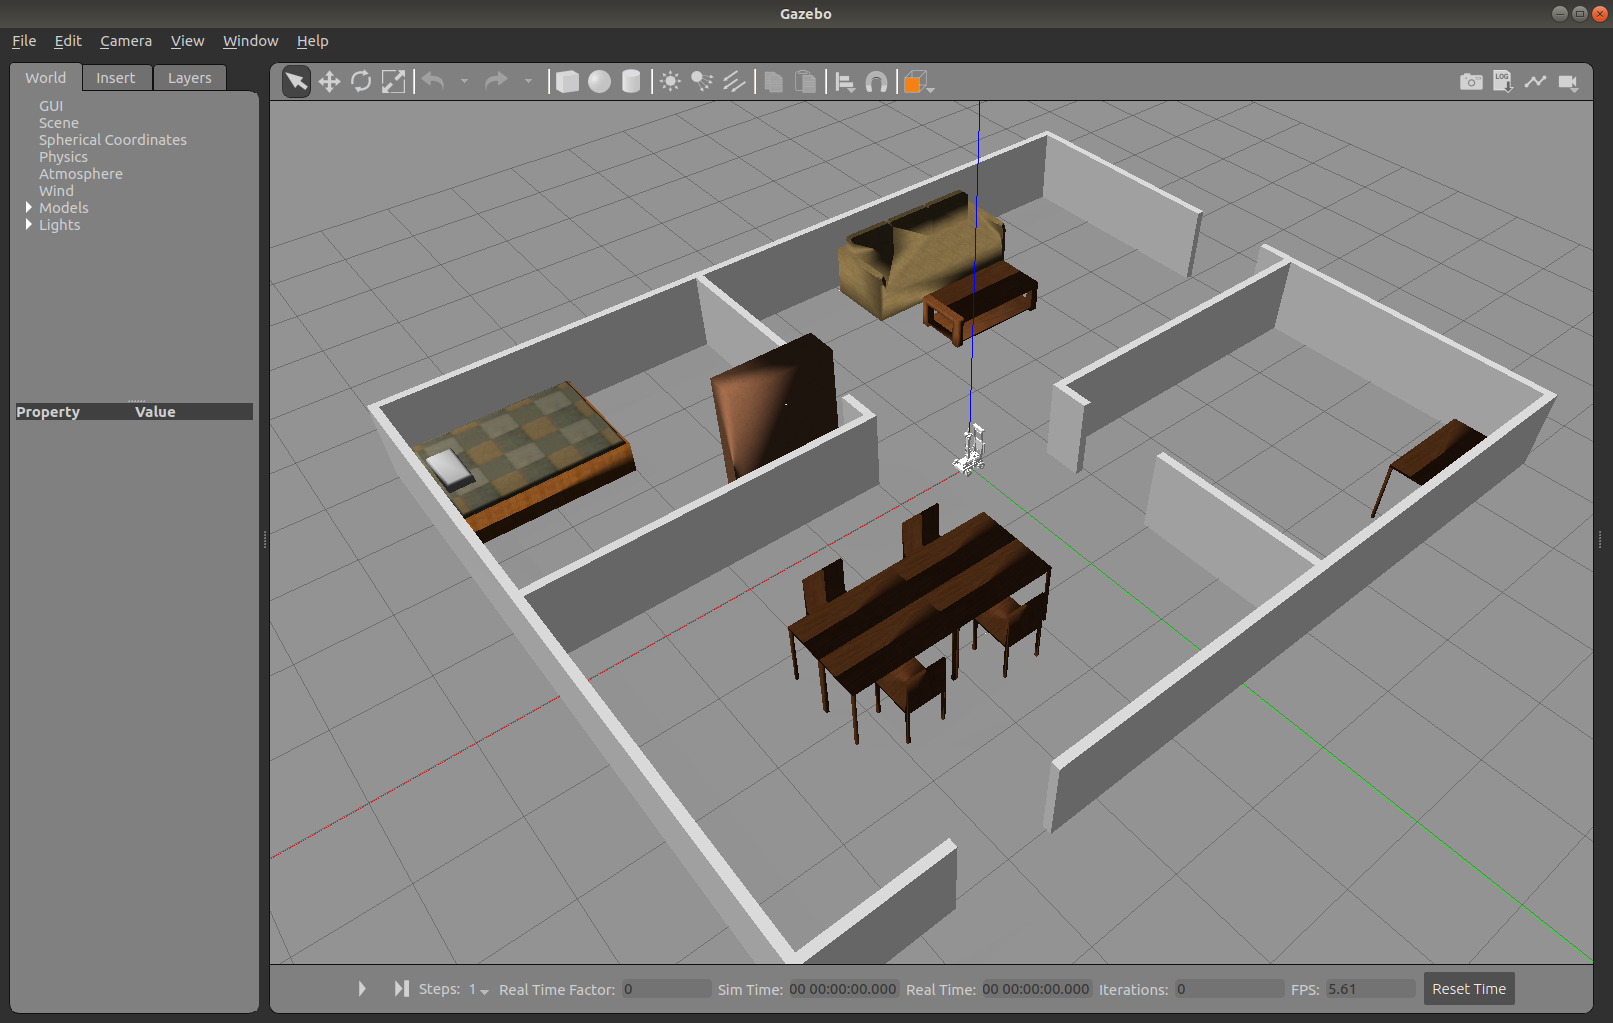 Gazebo
File Edit Camera View Window Help
World Insert Layers
GUI
Scene
Spherical Coordinates
Physics
Atmosphere
Wind
Models
Lights
Property Value
LOG
Steps: 1 Real Time Factor: 0 Sim Time: 00 00:00:00.000 Real Time: 00 00:00:00.000 Iterations: 0 FPS: 5.61 Reset Time